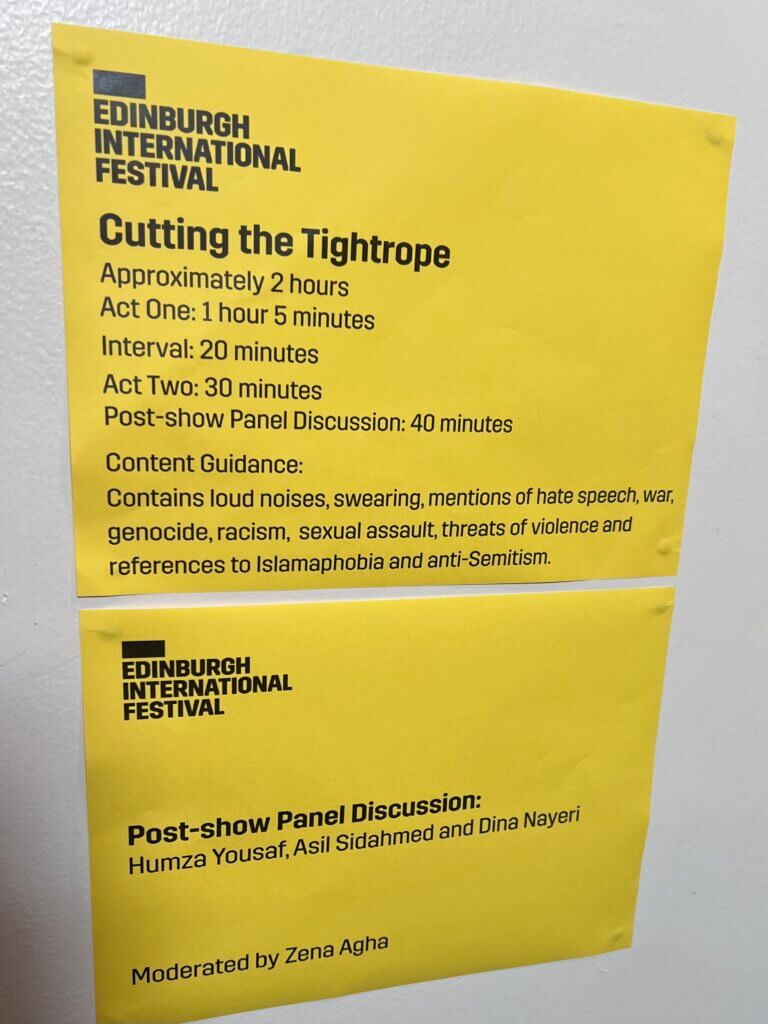 EDINBURGH
INTERNATIONAL
FESTIVAL
Cutting the Tightrope
Approximately 2 hours
Act One: 1 hour 5 minutes
Interval: 20 minutes
Act Two: 30 minutes
Post-show Panel Discussion: 40 minutes
Content Guidance:
Contains loud noises, swearing, mentions of hate speech, war,
genocide, racism, sexual assault, threats of violence and
references to Islamaphobia and anti-Semitism.
EDINBURGH
INTERNATIONAL
FESTIVAL
Post-show Panel Discussion:
Humza Yousaf, Asil Sidahmed and Dina Nayeri
Moderated by Zena Agha